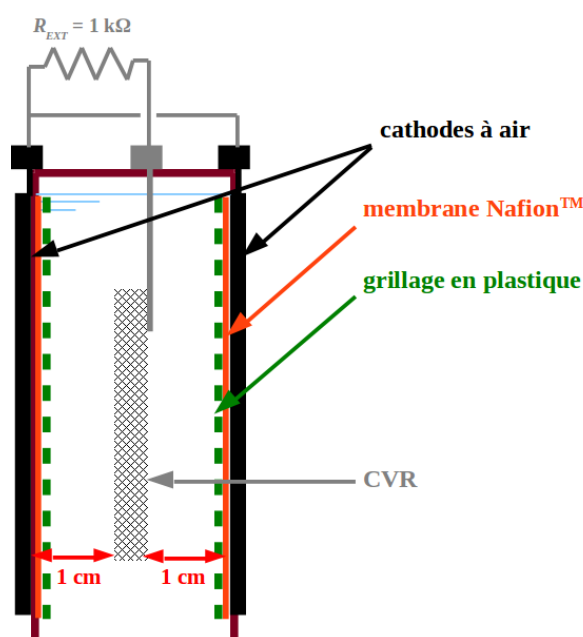 R_EXT = 1 kΩ
cathodes à air
membrane Nafion™
grillage en plastique
CVR
1 cm
1 cm